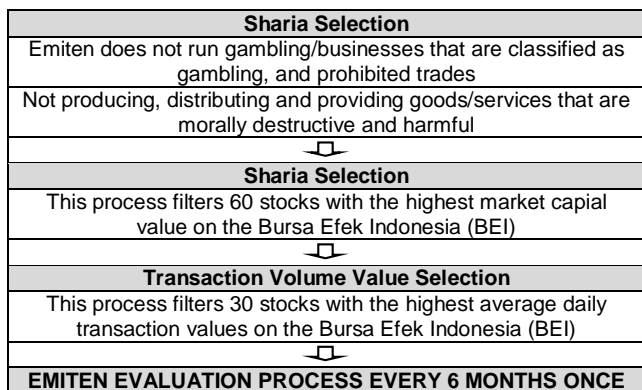 Sharia Selection
Emiten does not run gambling/businesses that are classified as
gambling, and prohibited trades
Not producing, distributing and providing goods/services that are
morally destructive and harmful
Sharia Selection
This process filters 60 stocks with the highest market capial
value on the Bursa Efek Indonesia (BEI)
Transaction Volume Value Selection
This process filters 30 stocks with the highest average daily
transaction values on the Bursa Efek Indonesia (BEI)
EMITEN EVALUATION PROCESS EVERY 6 MONTHS ONCE